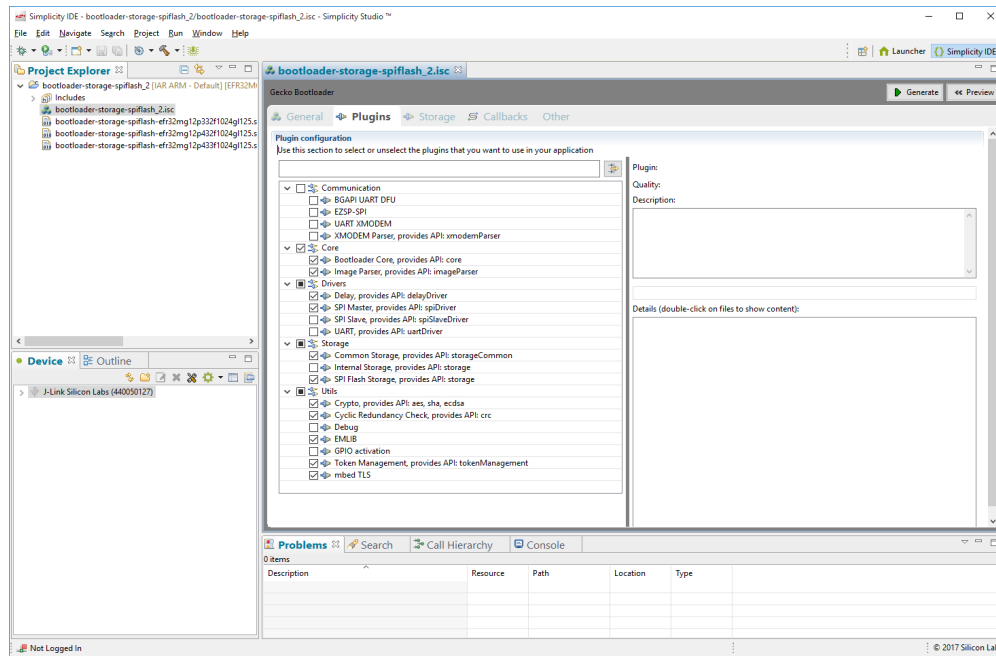 Simplicity IDE - bootloader-storage-spiflash_2/bootloader-storage-spiflash_2.isc - Simplicity Studio ™
File Edit Navigate Search Project Run Window Help
Launcher {} Simplicity IDE
Project Explorer
bootloader-storage-spiflash_2 [IAR ARM - Default] [EFR32M
Includes
bootloader-storage-spiflash_2.isc
bootloader-storage-spiflash-efr32mg12p332f1024gl125.s
bootloader-storage-spiflash-efr32mg12p432f1024gl125.s
bootloader-storage-spiflash-efr32mg12p433f1024gl125.s
Device Outline
J-Link Silicon Labs (440050127)
bootloader-storage-spiflash_2.isc
Gecko Bootloader
Generate
<< Preview
General Plugins Storage Callbacks Other
Plugin configuration
Use this section to select or unselect the plugins that you want to use in your application
Communication
BGAPI UART DFU
EZSP-SPI
UART XMODEM
XMODEM Parser, provides API: xmodemParser
Core
Bootloader Core, provides API: core
Image Parser, provides API: imageParser
Drivers
Delay, provides API: delayDriver
SPI Master, provides API: spiDriver
SPI Slave, provides API: spiSlaveDriver
UART, provides API: uartDriver
Storage
Common Storage, provides API: storageCommon
Internal Storage, provides API: storage
SPI Flash Storage, provides API: storage
Utils
Crypto, provides API: aes, sha, ecdsa
Cyclic Redundancy Check, provides API: crc
Debug
EMLIB
GPIO activation
Token Management, provides API: tokenManagement
mbed TLS
Plugin:
Quality:
Description:
Details (double-click on files to show content):
Problems Search Call Hierarchy Console
0 items
Description Resource Path Location Type
Not Logged In
© 2017 Silicon Lab